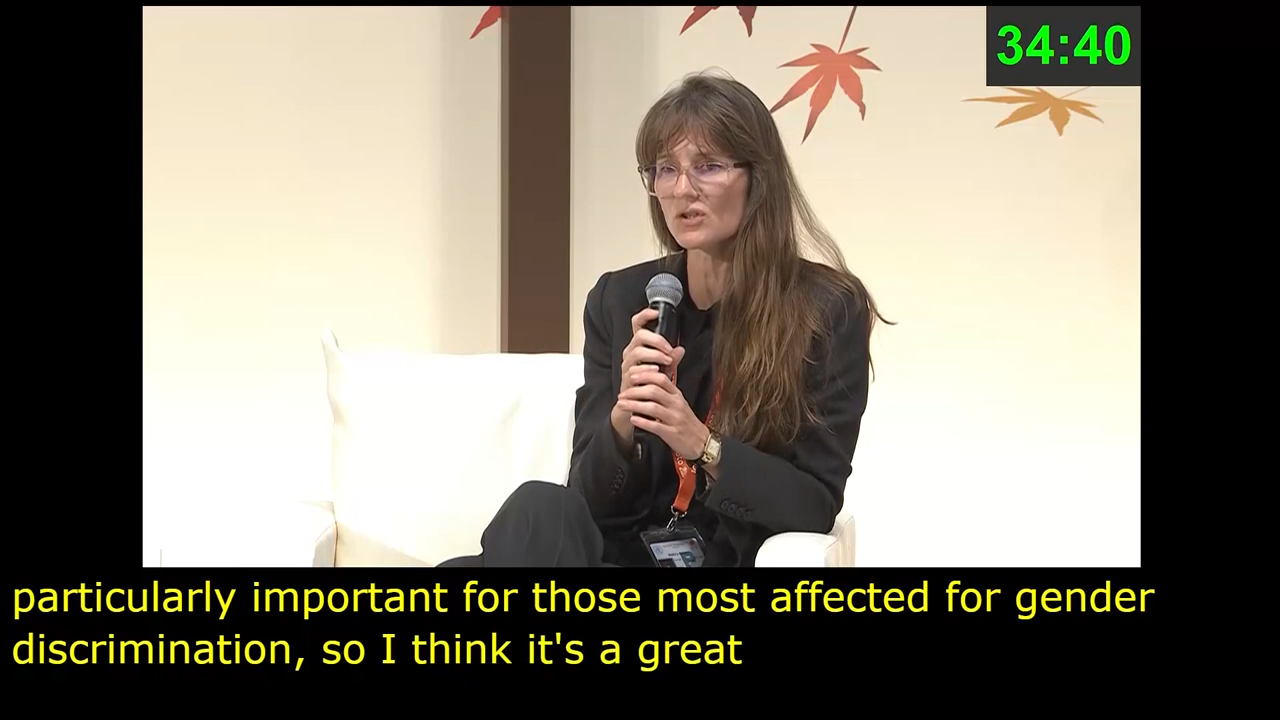 34:40
particularly important for those most affected for gender
discrimination, so I think it's a great